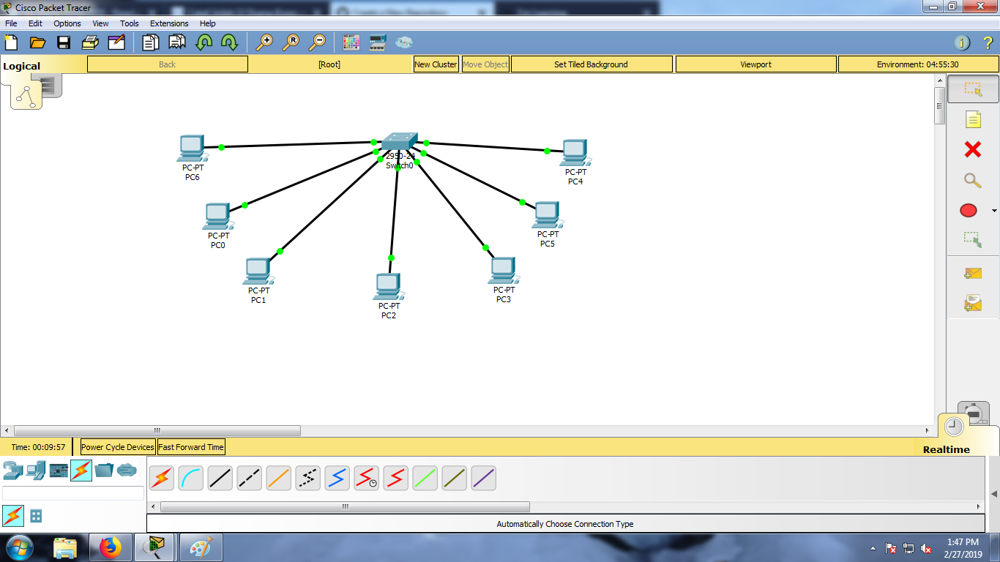 Cisco Packet Tracer
File Edit Options View Tools Extensions Help
Logical
Back
[Root]
New Cluster
Move Object
Set Tiled Background
Viewport
Environment: 04:55:30
2950-24
Switch0
PC-PT
PC6
PC-PT
PC4
PC-PT
PC0
PC-PT
PC5
PC-PT
PC1
PC-PT
PC3
PC-PT
PC2
Time: 00:09:57
Power Cycle Devices
Fast Forward Time
Realtime
Automatically Choose Connection Type
1:47 PM
2/27/2019